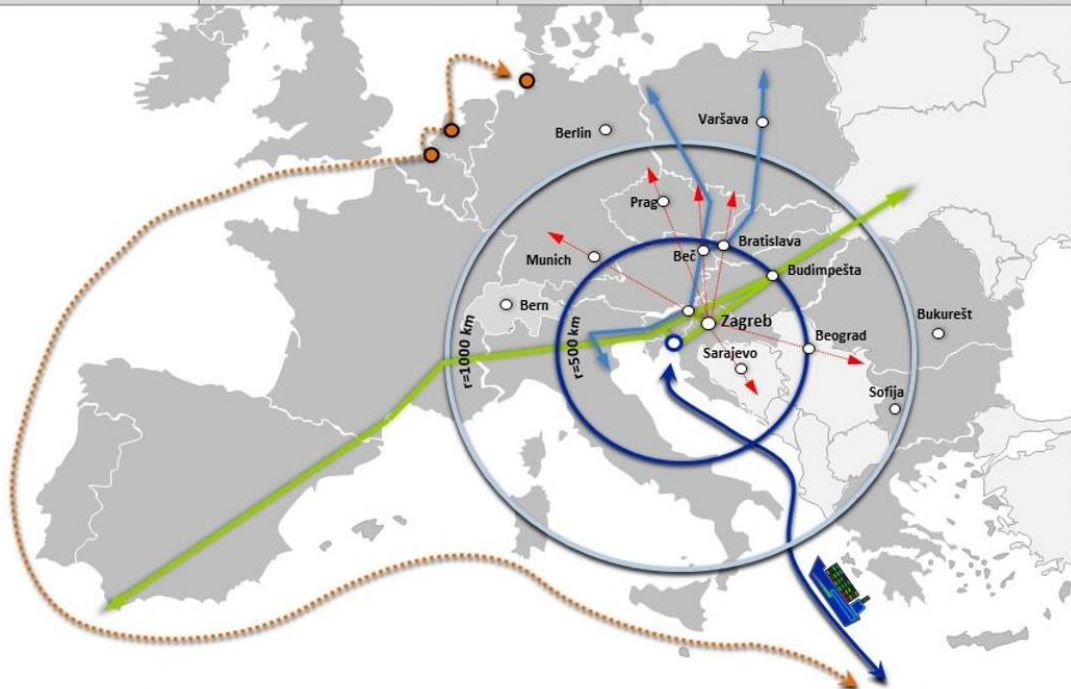 Berlin
Varšava
Prag
Bratislava
Munich
Beč
Budimpešta
Bern
Zagreb
Bukurešt
r=1000 km
r=500 km
Beograd
Sarajevo
Sofija